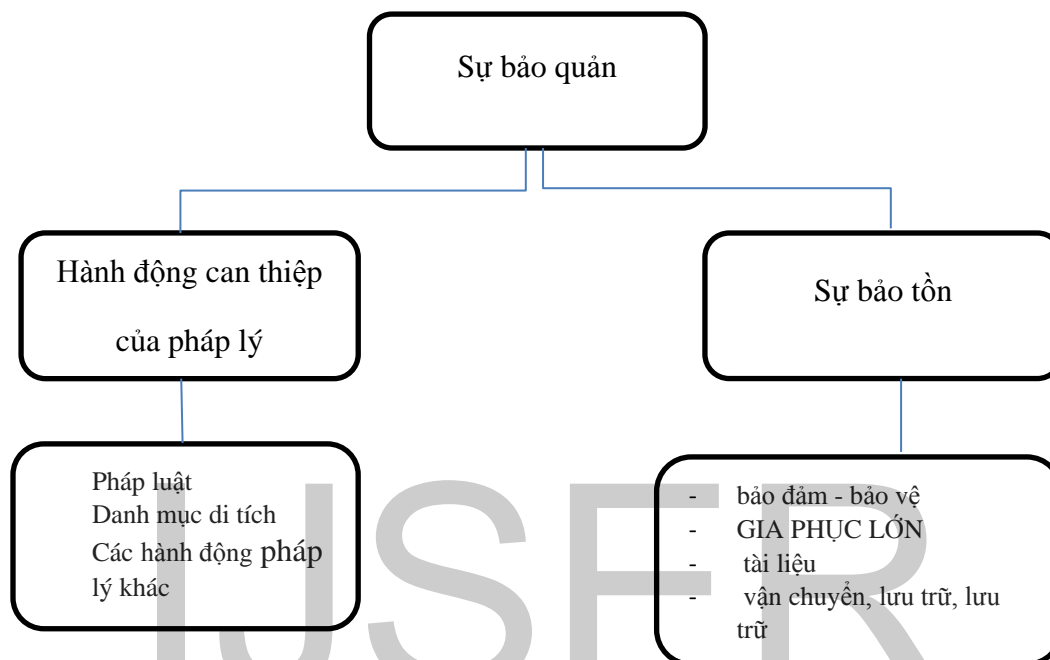 Sự bảo quản
Hành động can thiệp
của pháp lý
Sự bảo tồn
Pháp luật
Danh mục di tích
Các hành động pháp
lý khác
- bảo đảm - bảo vệ
- GIA PHỤC LỚN
- tài liệu
- vận chuyển, lưu trữ, lưu
trữ
IJSER